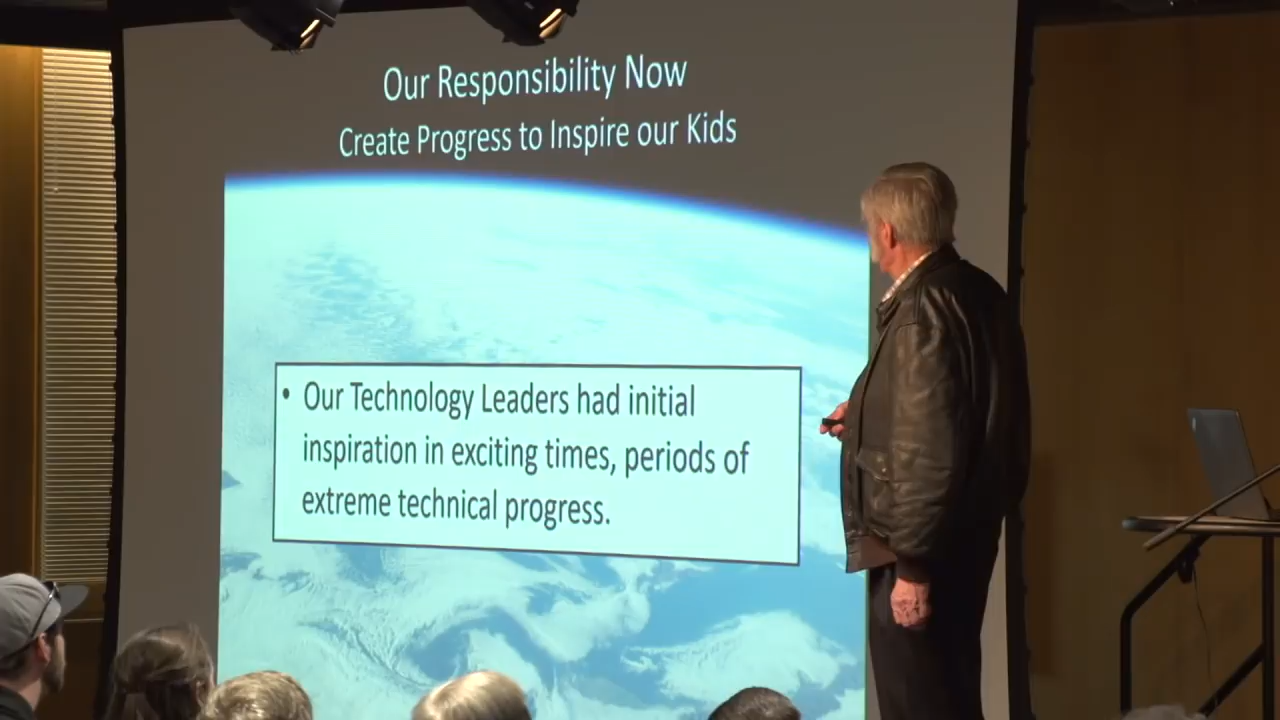 Our Responsibility Now
Create Progress to Inspire our Kids
• Our Technology Leaders had initial
inspiration in exciting times, periods of
extreme technical progress.